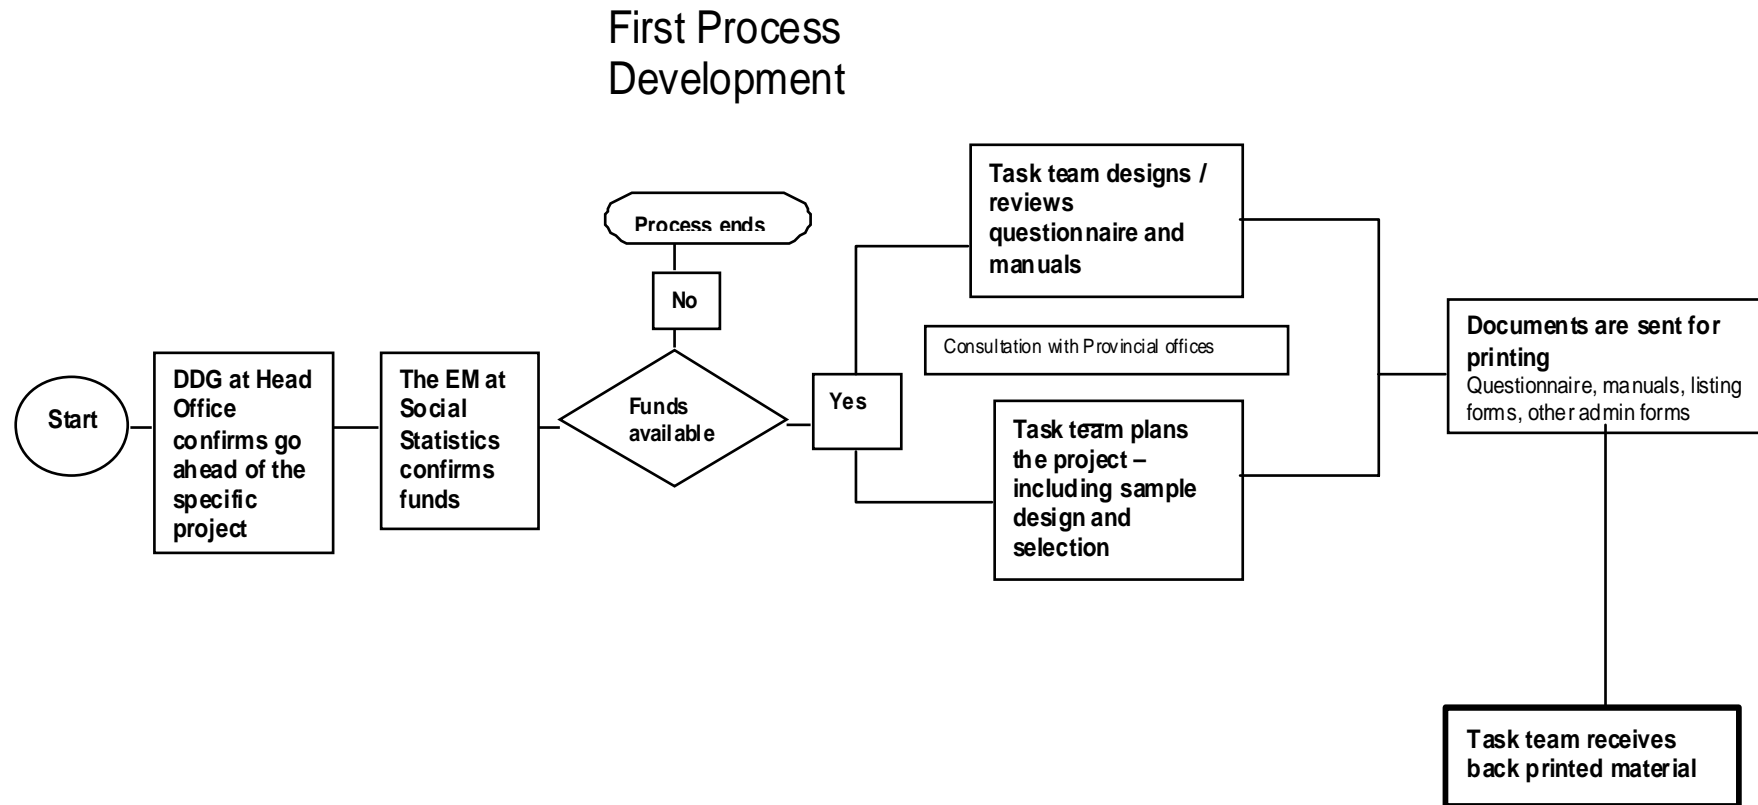 First Process
Development
Process ends
No
Start
DDG at Head
Office
confirms go
ahead of the
specific
project
The EM at
Social
Statistics
confirms
funds
Funds
available
Yes
Task team designs /
reviews
questionnaire and
manuals
Consultation with Provincial offices
Task team plans
the project –
including sample
design and
selection
Documents are sent for
printing
Questionnaire, manuals, listing
forms, other admin forms
Task team receives
back printed material